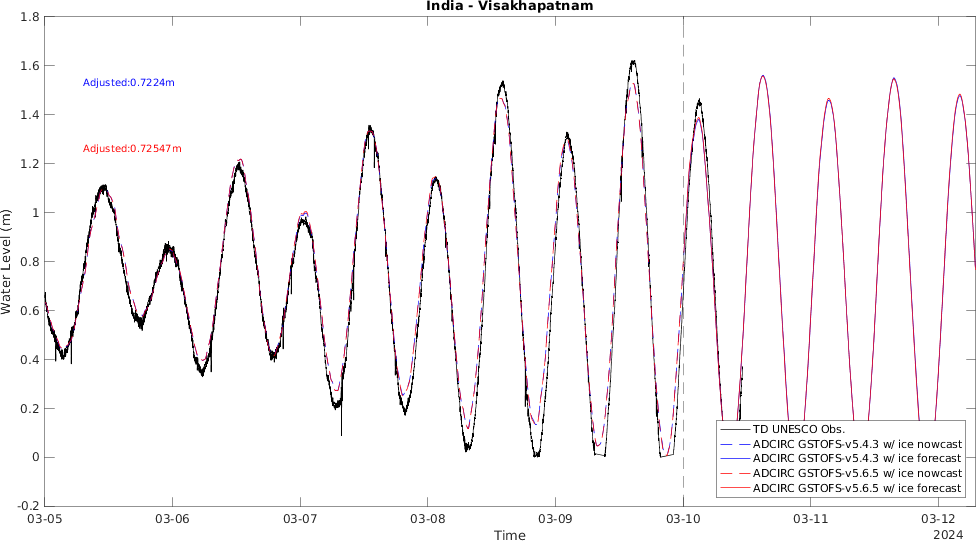 India - Visakhapatnam
1.8
1.6
1.4
1.2
1
0.8
0.6
0.4
0.2
0
-0.2
Water Level (m)
Adjusted:0.7224m
Adjusted:0.72547m
TD UNESCO Obs.
ADCIRC GSTOFS-v5.4.3 w/ ice nowcast
ADCIRC GSTOFS-v5.4.3 w/ ice forecast
ADCIRC GSTOFS-v5.6.5 w/ ice nowcast
ADCIRC GSTOFS-v5.6.5 w/ ice forecast
03-05 03-06 03-07 03-08 03-09 03-10 03-11 03-12
Time
2024